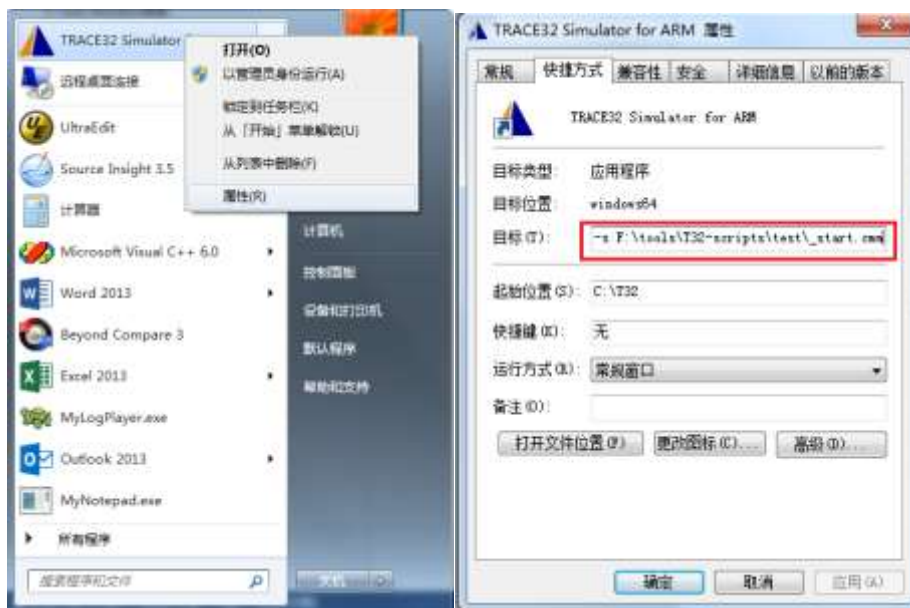 TRACE32 Simulator
打开(O)
以管理员身份运行(A)
锁定到任务栏(K)
从「开始」菜单解锁(U)
从列表中删除(F)
属性(R)
远程桌面连接
UltraEdit
Source Insight 3.5
计算器
Microsoft Visual C++ 6.0
Word 2013
Beyond Compare 3
Excel 2013
MyLogPlayer.exe
Outlook 2013
MyNotepad.exe
所有程序
搜索程序和文件
计算机
控制面板
设备和打印机
默认程序
帮助和支持
关机
TRACE32 Simulator for ARM 属性
常规 快捷方式 兼容性 安全 详细信息 以前的版本
TRACE32 Simulator for ARM
目标类型: 应用程序
目标位置: windows64
目标(T): -s F:\tools\T32-scripts\test\_start.cmm
起始位置(S): C:\T32
快捷键(K): 无
运行方式(R): 常规窗口
备注(O):
打开文件位置(F) 更改图标(C)... 高级(D)...
确定 取消 应用(A)